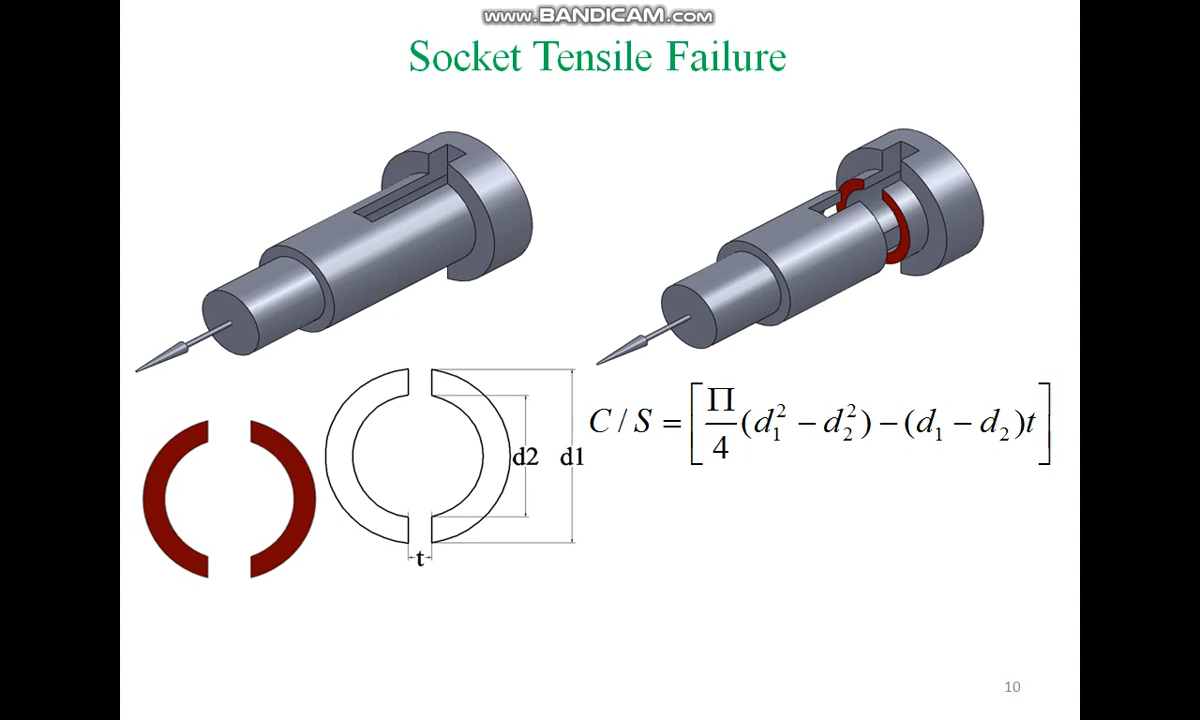 www.BANDICAM.com
Socket Tensile Failure
C / S = [Π/4 (d₁² − d₂²) − (d₁ − d₂)t]
d2 d1
t
10